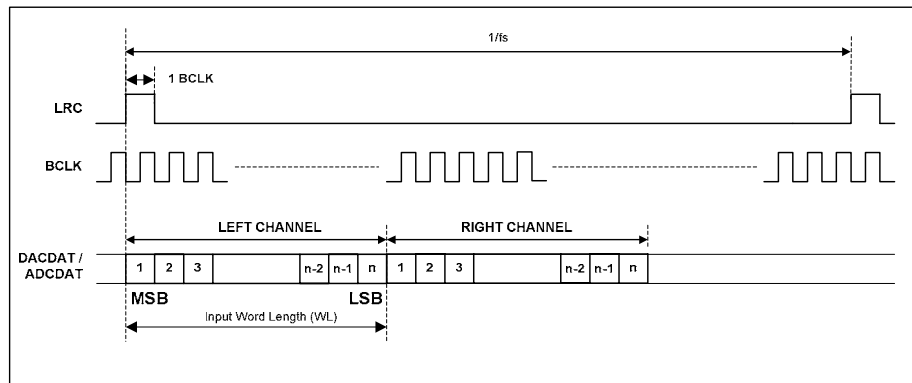 1/fs
1 BCLK
LRC
BCLK
LEFT CHANNEL
RIGHT CHANNEL
DACDAT /
ADCDAT
1 2 3 n-2 n-1 n 1 2 3 n-2 n-1 n
MSB LSB
Input Word Length (WL)